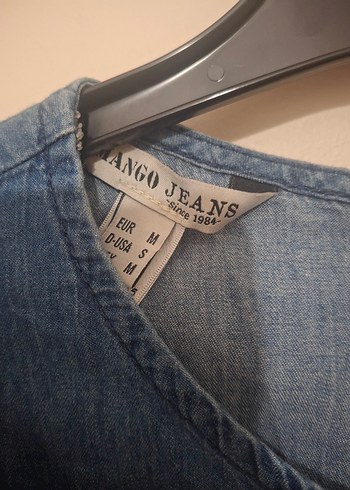 MANGO JEANS
since 1984
EUR M
D-USA S
M